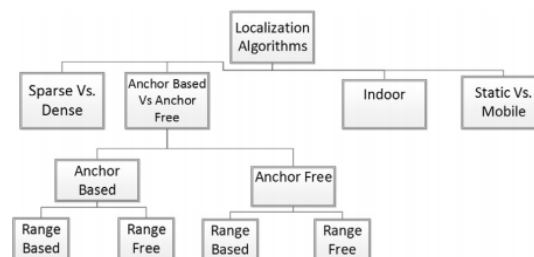 Localization
Algorithms
Sparse Vs.
Dense
Anchor Based
Vs Anchor
Free
Indoor
Static Vs.
Mobile
Anchor
Based
Anchor Free
Range
Based
Range
Free
Range
Based
Range
Free